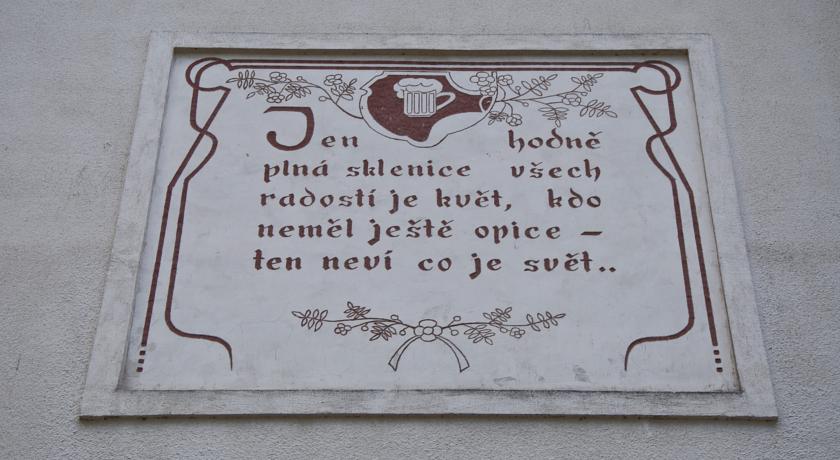 Jen hodně
plná sklenice všech
radostí je květ, kdo
neměl ještě opice –
ten neví co je svět..